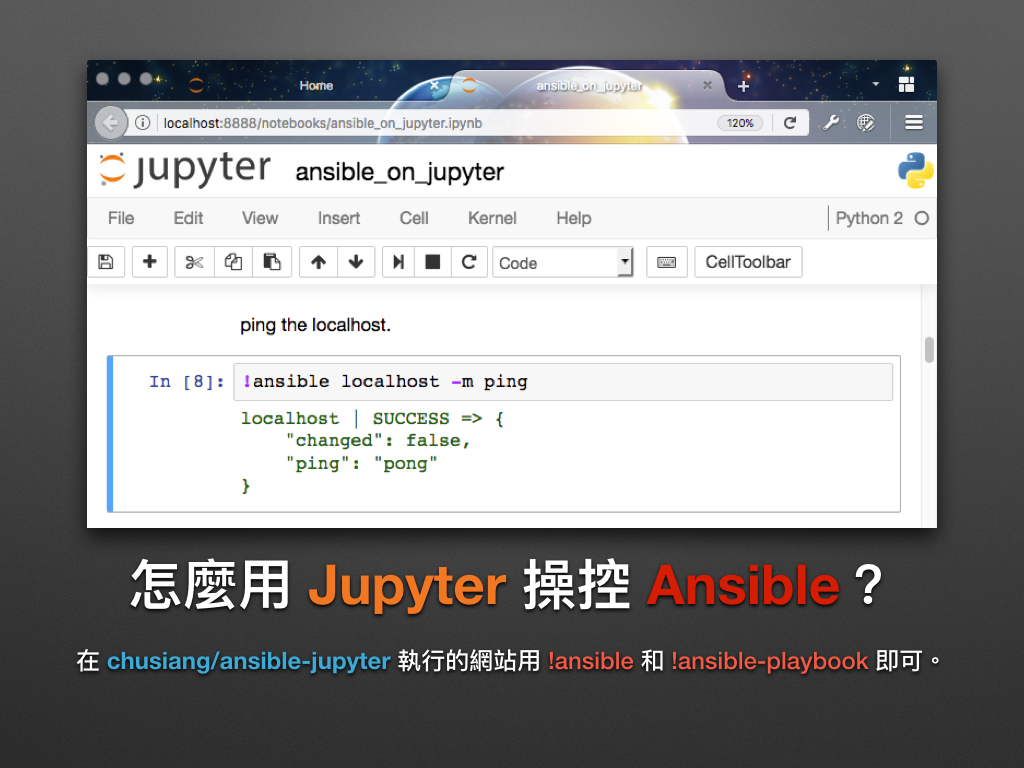 Home
ansible_on_jupyter
localhost:8888/notebooks/ansible_on_jupyter.ipynb 120%
jupyter ansible_on_jupyter
File Edit View Insert Cell Kernel Help Python 2
Code CellToolbar
ping the localhost.
In [8]: !ansible localhost -m ping
localhost | SUCCESS => {
"changed": false,
"ping": "pong"
}
怎麼用 Jupyter 操控 Ansible？
在 chusiang/ansible-jupyter 執行的網站用 !ansible 和 !ansible-playbook 即可。